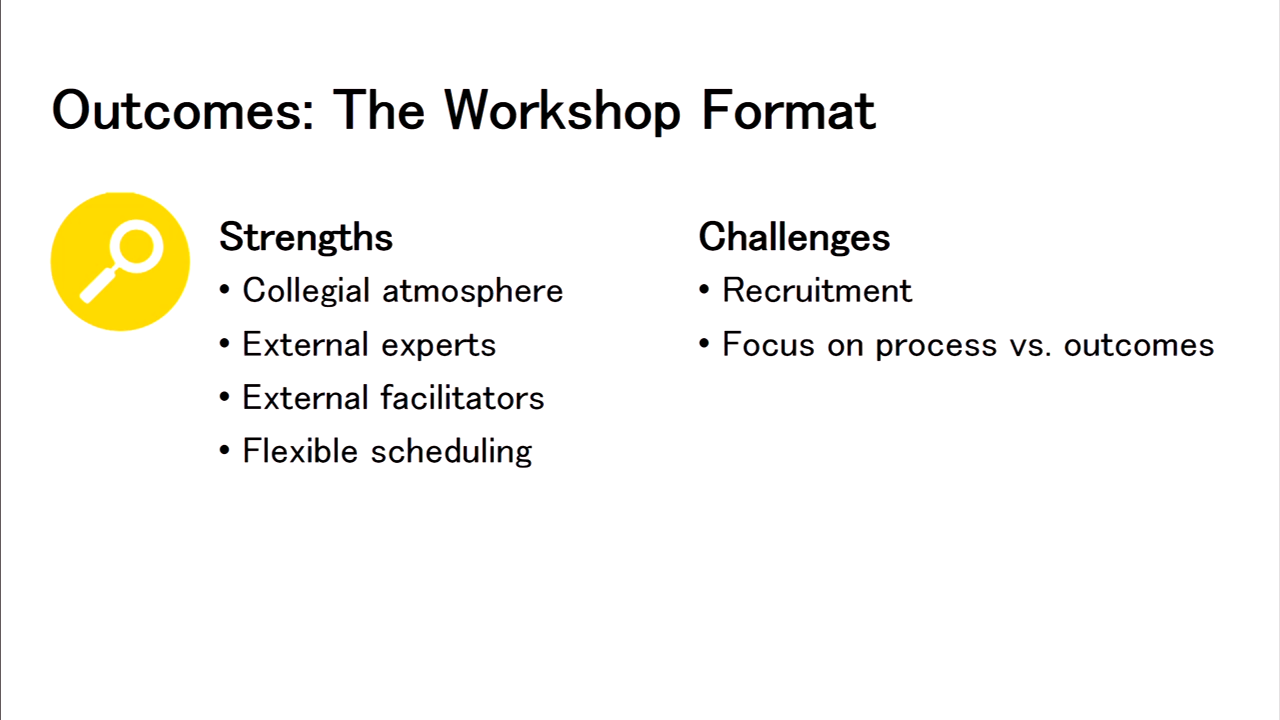 Outcomes: The Workshop Format
Strengths
• Collegial atmosphere
• External experts
• External facilitators
• Flexible scheduling
Challenges
• Recruitment
• Focus on process vs. outcomes